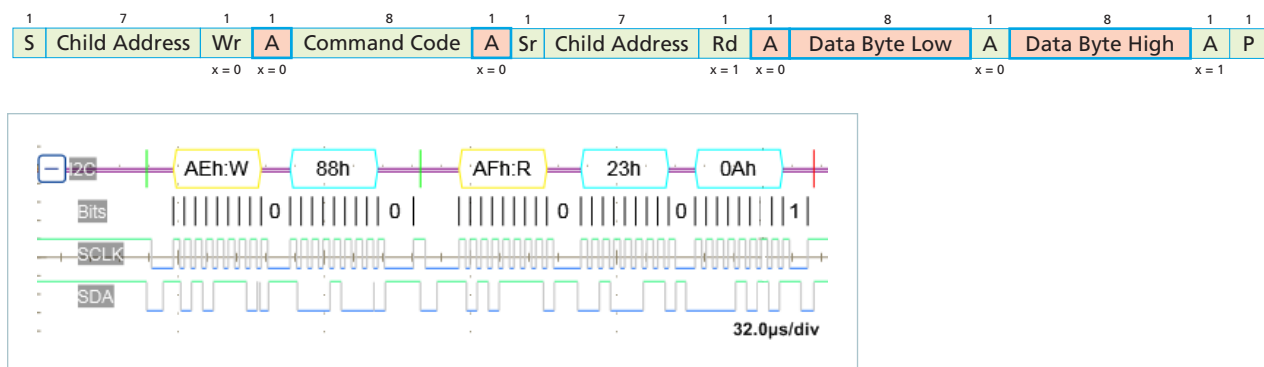 1 7 1 1 8 1 1 7 1 1 8 1 8 1 1
S Child Address Wr A Command Code A Sr Child Address Rd A Data Byte Low A Data Byte High A P
x = 0 x = 0 x = 0 x = 1 x = 0 x = 0 x = 1
I2C AEh:W 88h AFh:R 23h 0Ah
Bits 0 0 0 0 1
SCLK
SDA
32.0µs/div